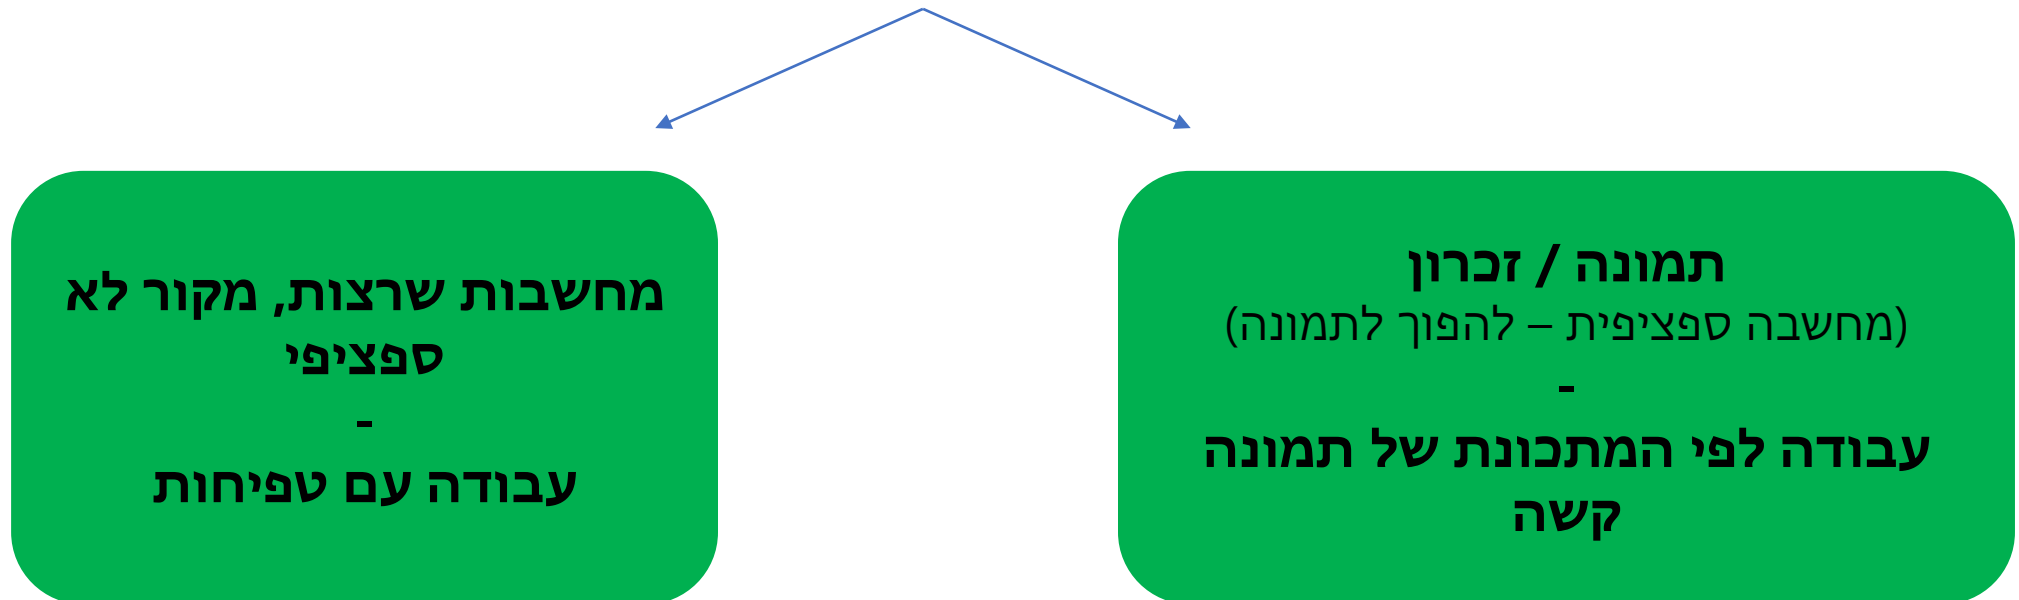 תמונה / זכרון
(מחשבה ספציפית – להפוך לתמונה)
-
עבודה לפי המתכונת של תמונה
קשה
מחשבות שרצות, מקור לא
ספציפי
-
עבודה עם טפיחות